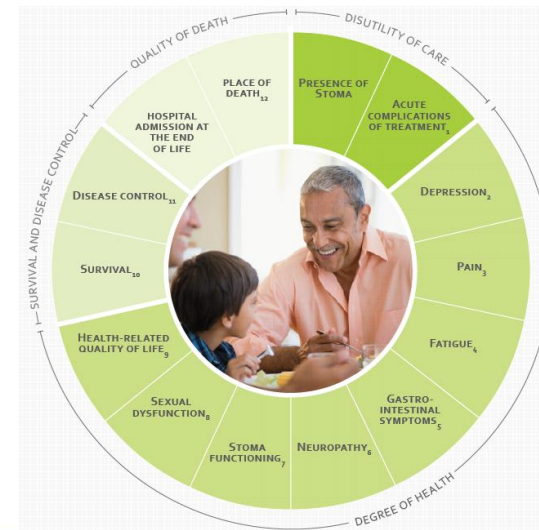 QUALITY OF DEATH
DISUTILITY OF CARE
PLACE OF
DEATH12
PRESENCE OF
STOMA
HOSPITAL
ADMISSION AT
THE END
OF LIFE
ACUTE
COMPLICATIONS
OF TREATMENT1
SURVIVAL AND DISEASE CONTROL
DISEASE CONTROL11
DEPRESSION2
SURVIVAL10
PAIN3
HEALTH-RELATED
QUALITY OF LIFE9
FATIGUE4
SEXUAL
DYSFUNCTION8
GASTRO-
INTESTINAL
SYMPTOMS5
STOMA
FUNCTIONING7
NEUROPATHY6
DEGREE OF HEALTH